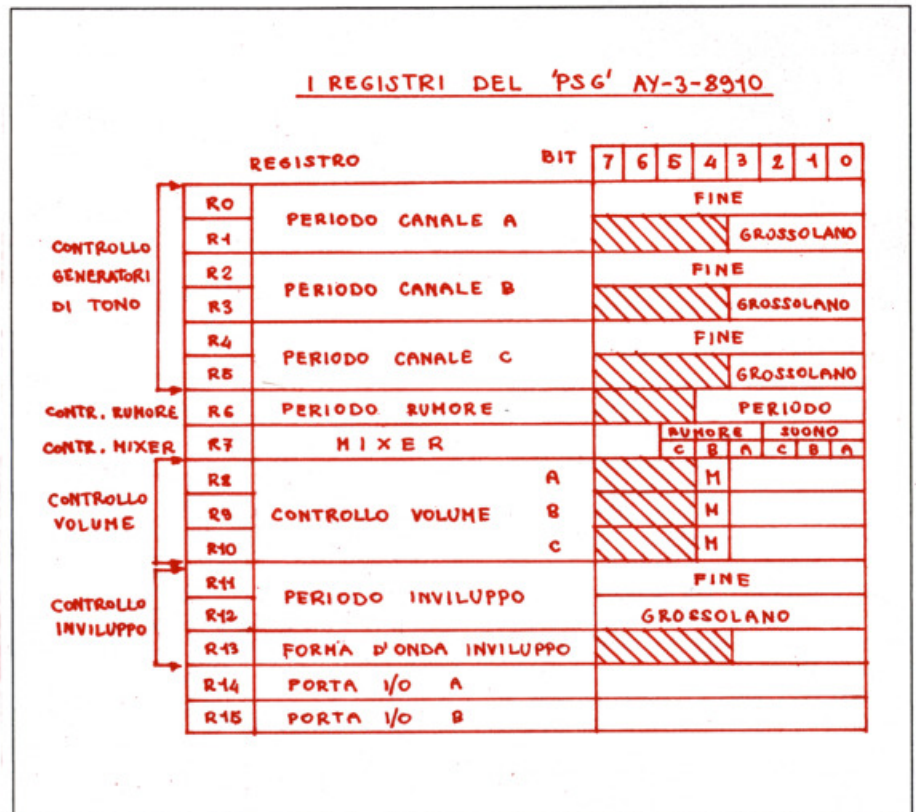 I REGISTRI DEL 'PSG' AY-3-8910
REGISTRO BIT 7 6 5 4 3 2 1 0
CONTROLLO GENERATORI DI TONO
R0 PERIODO CANALE A FINE
R1 GROSSOLANO
R2 PERIODO CANALE B FINE
R3 GROSSOLANO
R4 PERIODO CANALE C FINE
R5 GROSSOLANO
CONTR. RUMORE R6 PERIODO RUMORE PERIODO
CONTR. MIXER R7 MIXER RUMORE SUONO
C B A C B A
CONTROLLO VOLUME
R8 A M
R9 CONTROLLO VOLUME B M
R10 C M
CONTROLLO INVILUPPO
R11 PERIODO INVILUPPO FINE
R12 GROSSOLANO
R13 FORMA D'ONDA INVILUPPO
R14 PORTA I/O A
R15 PORTA I/O B